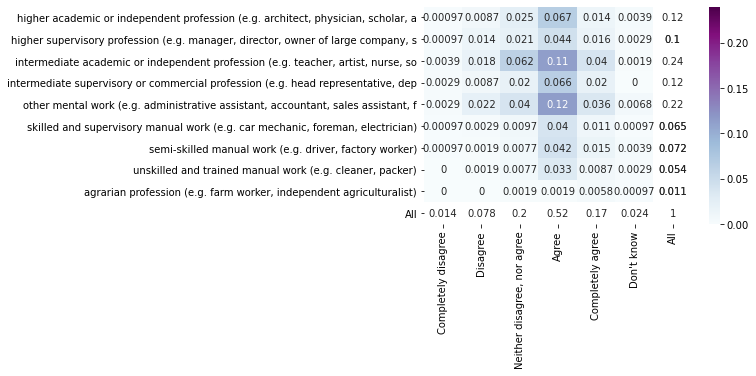 higher academic or independent profession (e.g. architect, physician, scholar, a 0.00097 0.0087 0.025 0.067 0.014 0.0039 0.12
higher supervisory profession (e.g. manager, director, owner of large company, s 0.00097 0.014 0.021 0.044 0.016 0.0029 0.1
intermediate academic or independent profession (e.g. teacher, artist, nurse, so 0.0039 0.018 0.062 0.11 0.04 0.0019 0.24
intermediate supervisory or commercial profession (e.g. head representative, dep 0.0029 0.0087 0.02 0.066 0.02 0 0.12
other mental work (e.g. administrative assistant, accountant, sales assistant, f 0.0029 0.022 0.04 0.12 0.036 0.0068 0.22
skilled and supervisory manual work (e.g. car mechanic, foreman, electrician) 0.00097 0.0029 0.0097 0.04 0.011 0.00097 0.065
semi-skilled manual work (e.g. driver, factory worker) 0.00097 0.0019 0.0077 0.042 0.015 0.0039 0.072
unskilled and trained manual work (e.g. cleaner, packer) 0 0.0019 0.0077 0.033 0.0087 0.0029 0.054
agrarian profession (e.g. farm worker, independent agriculturalist) 0 0 0.0019 0.0019 0.0058 0.00097 0.011
All 0.014 0.078 0.2 0.52 0.17 0.024 1
Completely disagree
Disagree
Neither disagree, nor agree
Agree
Completely agree
Don't know
All
0.20
0.15
0.10
0.05
0.00